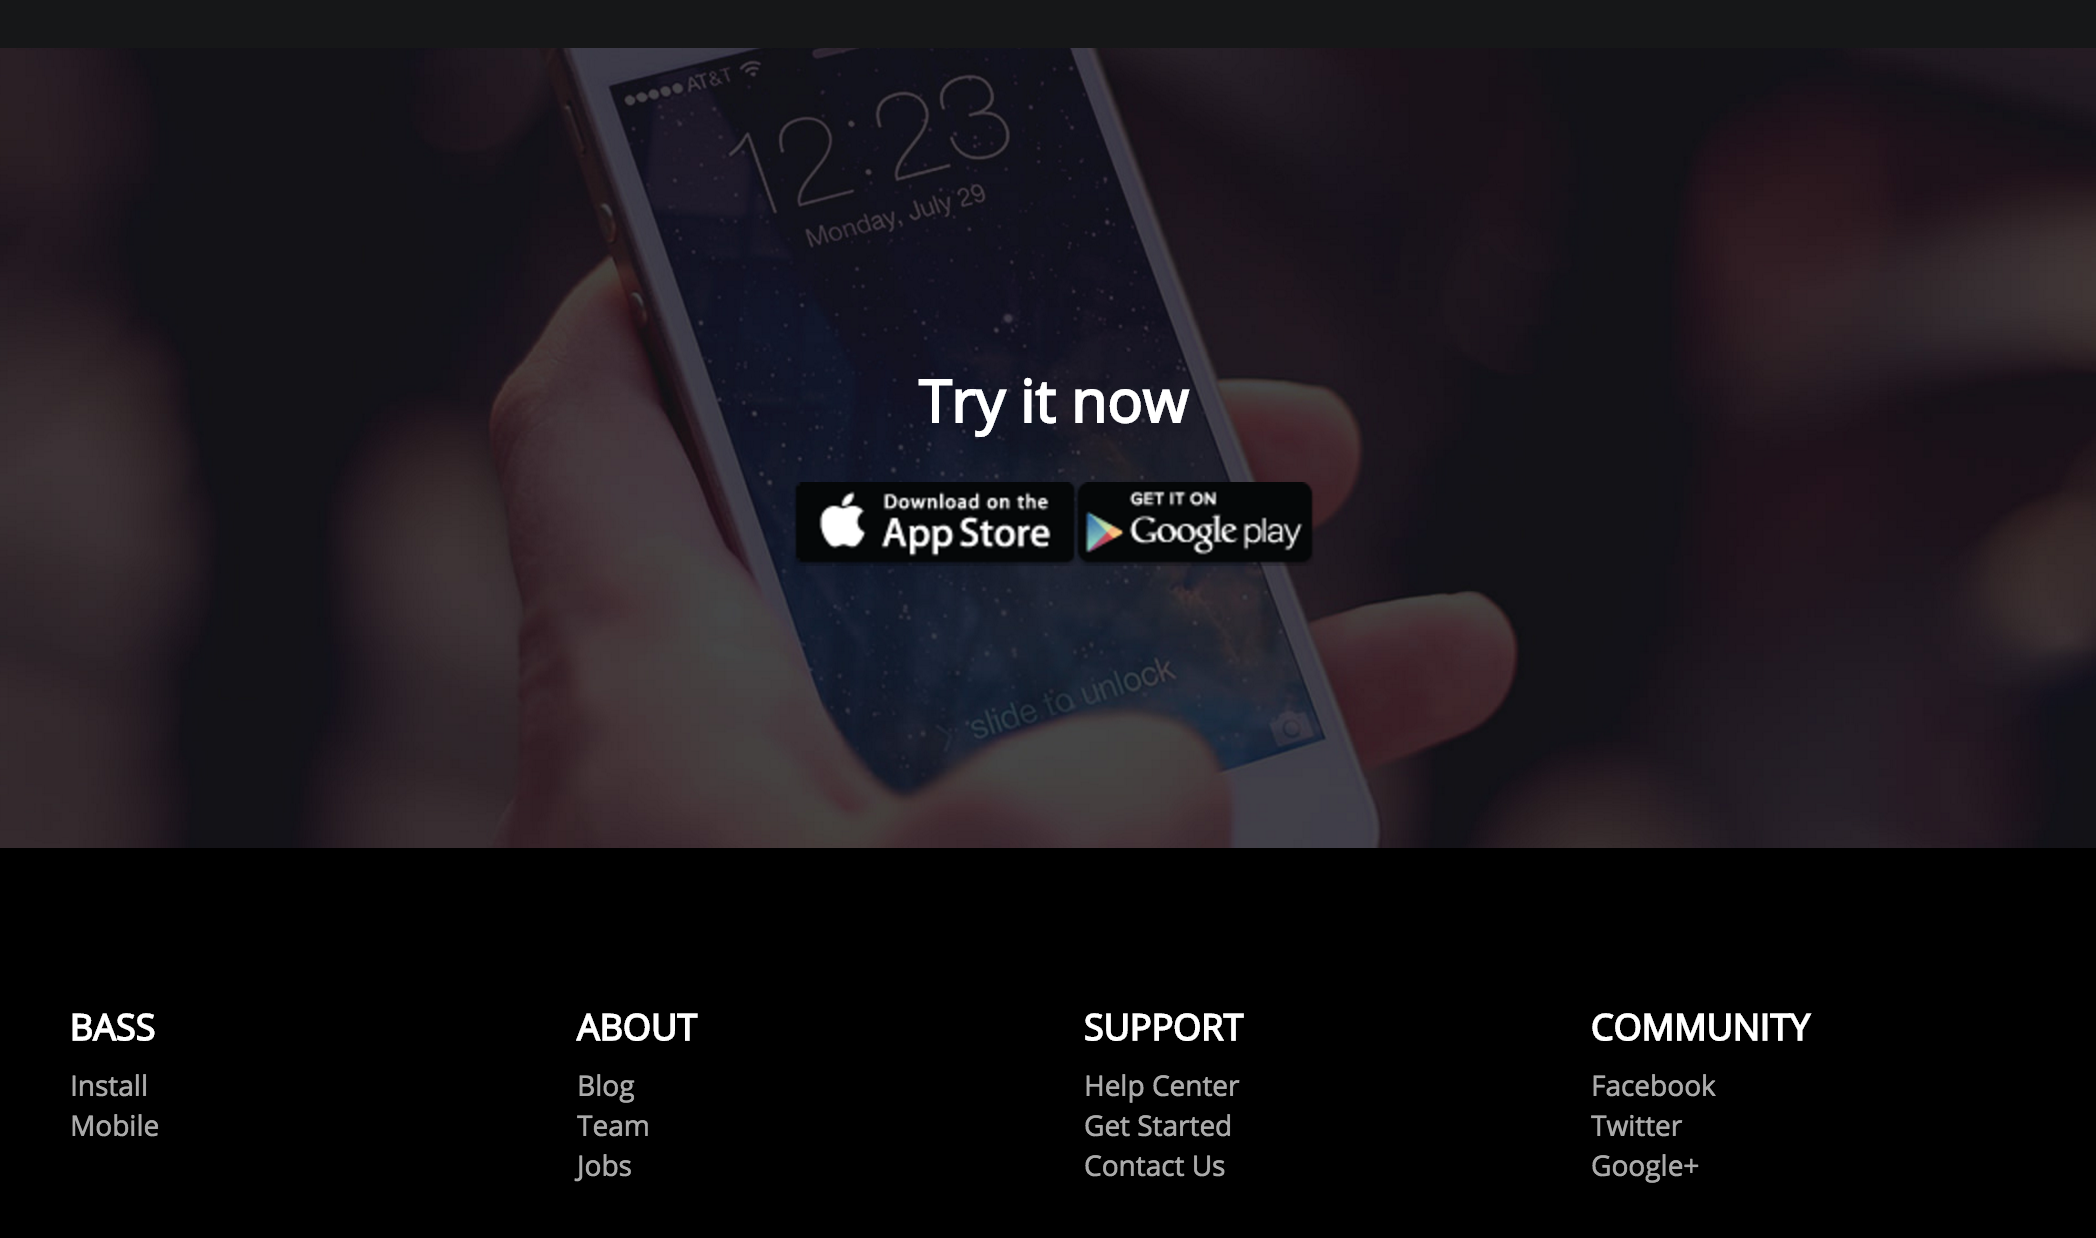 AT&T
12:23
Monday, July 29
Try it now
Download on the
App Store
GET IT ON
Google play
slide to unlock
BASS
Install
Mobile
ABOUT
Blog
Team
Jobs
SUPPORT
Help Center
Get Started
Contact Us
COMMUNITY
Facebook
Twitter
Google+